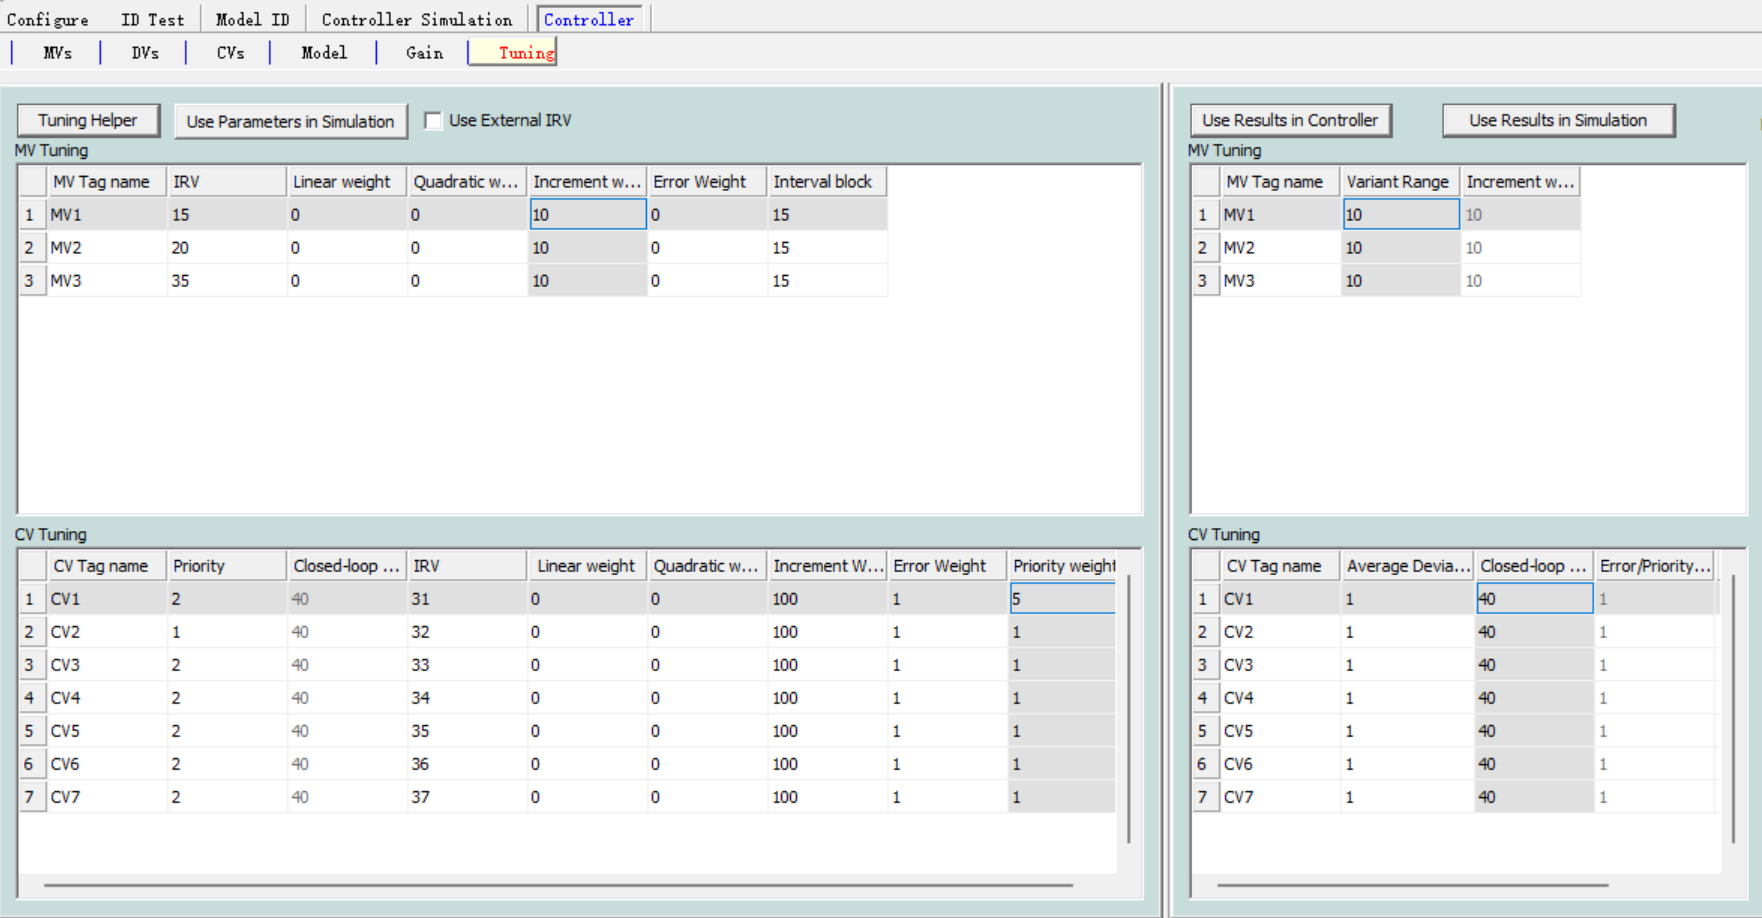 Configure ID Test Model ID Controller Simulation Controller
MVs DVs CVs Model Gain Tuning
Tuning Helper Use Parameters in Simulation Use External IRV
MV Tuning
MV Tag name IRV Linear weight Quadratic w... Increment w... Error Weight Interval block
1 MV1 15 0 0 10 0 15
2 MV2 20 0 0 10 0 15
3 MV3 35 0 0 10 0 15
CV Tuning
CV Tag name Priority Closed-loop ... IRV Linear weight Quadratic w... Increment W... Error Weight Priority weight
1 CV1 2 40 31 0 0 100 1 5
2 CV2 1 40 32 0 0 100 1 1
3 CV3 2 40 33 0 0 100 1 1
4 CV4 2 40 34 0 0 100 1 1
5 CV5 2 40 35 0 0 100 1 1
6 CV6 2 40 36 0 0 100 1 1
7 CV7 2 40 37 0 0 100 1 1
Use Results in Controller Use Results in Simulation
MV Tuning
MV Tag name Variant Range Increment w...
1 MV1 10 10
2 MV2 10 10
3 MV3 10 10
CV Tuning
CV Tag name Average Devia... Closed-loop ... Error/Priority...
1 CV1 1 40 1
2 CV2 1 40 1
3 CV3 1 40 1
4 CV4 1 40 1
5 CV5 1 40 1
6 CV6 1 40 1
7 CV7 1 40 1